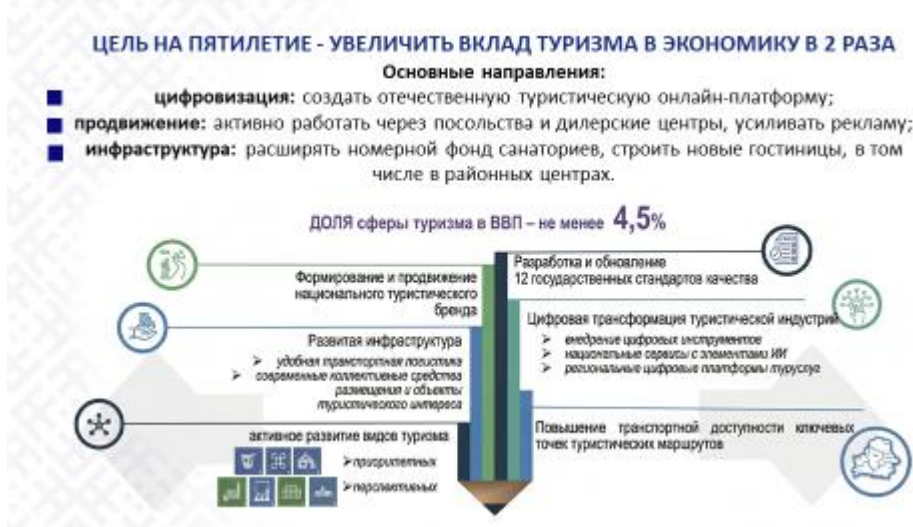 ЦЕЛЬ НА ПЯТИЛЕТИЕ - УВЕЛИЧИТЬ ВКЛАД ТУРИЗМА В ЭКОНОМИКУ В 2 РАЗА
Основные направления:
цифровизация: создать отечественную туристическую онлайн-платформу;
продвижение: активно работать через посольства и дилерские центры, усиливать рекламу;
инфраструктура: расширять номерной фонд санаториев, строить новые гостиницы, в том
числе в районных центрах.
ДОЛЯ сферы туризма в ВВП – не менее 4,5%
Формирование и продвижение
национального туристического
бренда
Развитая инфраструктура
удобная транспортная логистика
современные коллективные средства
размещения и объекты
туристического интереса
активное развитие видов туризма
приоритетных
перспективных
Разработка и обновление
12 государственных стандартов качества
Цифровая трансформация туристической индустрии
внедрение цифровых инструментов
национальные сервисы с элементами ИИ
региональные цифровые платформы туруслуг
Повышение транспортной доступности ключевых
точек туристических маршрутов